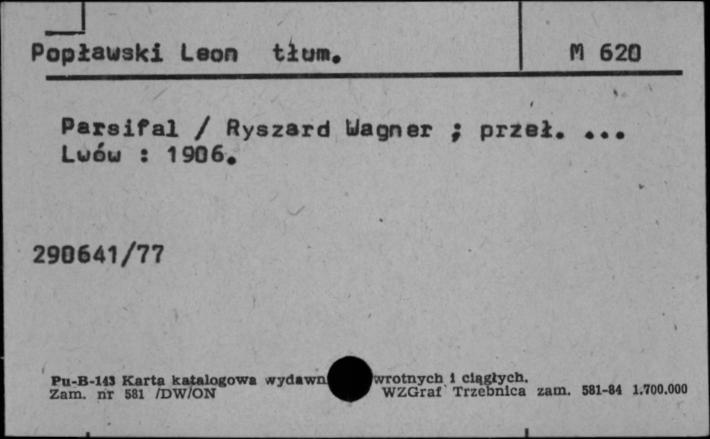 Popławski Leon tłum. M 620
Parsifal / Ryszard Wagner ; przeł. ...
Lwów : 1906.
290641/77
Pu-B-143 Karta katalogowa wydawn wrotnych i ciągłych.
Zam. nr 581 /DW/ON WZGraf Trzebnica zam. 581-84 1.700.000